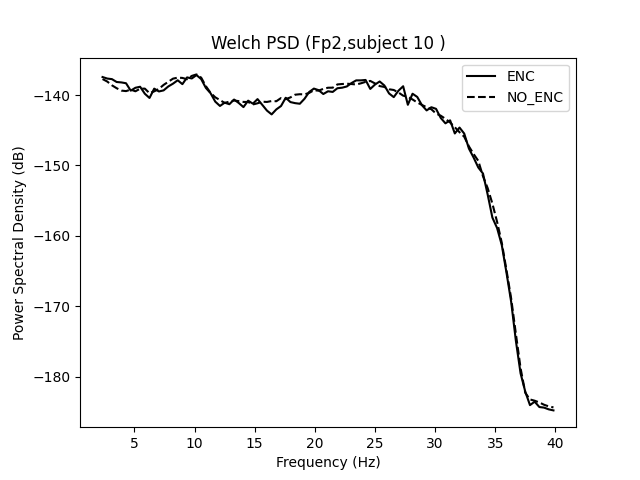 Welch PSD (Fp2,subject 10 )
ENC
NO_ENC
−140
−150
−160
−170
−180
Power Spectral Density (dB)
5 10 15 20 25 30 35 40
Frequency (Hz)